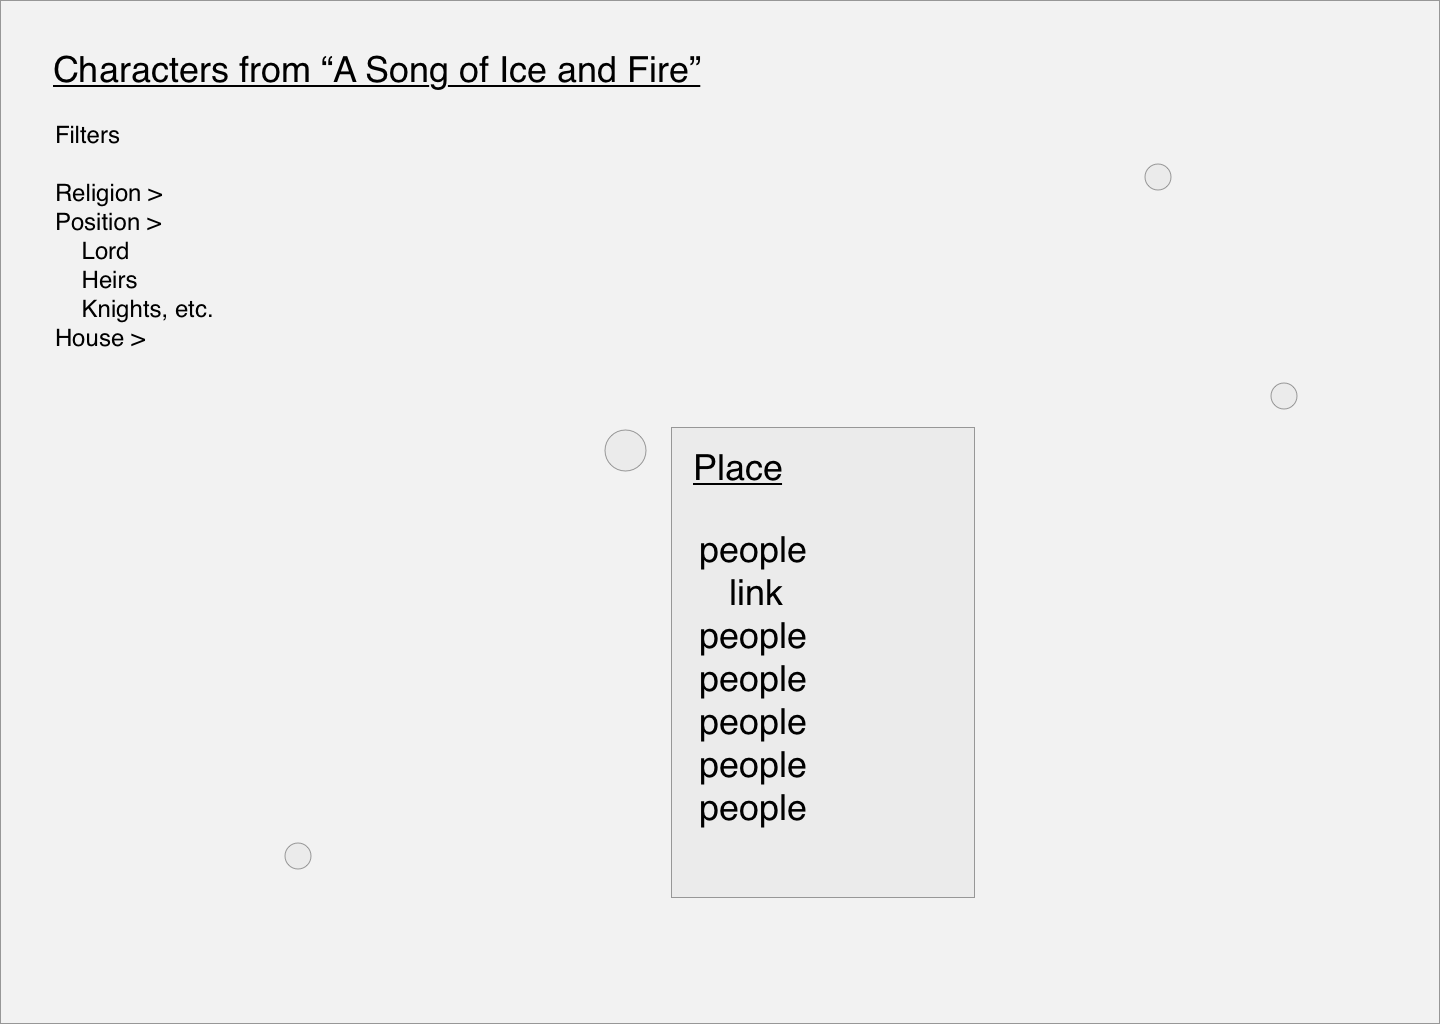 Characters from “A Song of Ice and Fire”
Filters
Religion >
Position >
Lord
Heirs
Knights, etc.
House >
Place
people
link
people
people
people
people
people